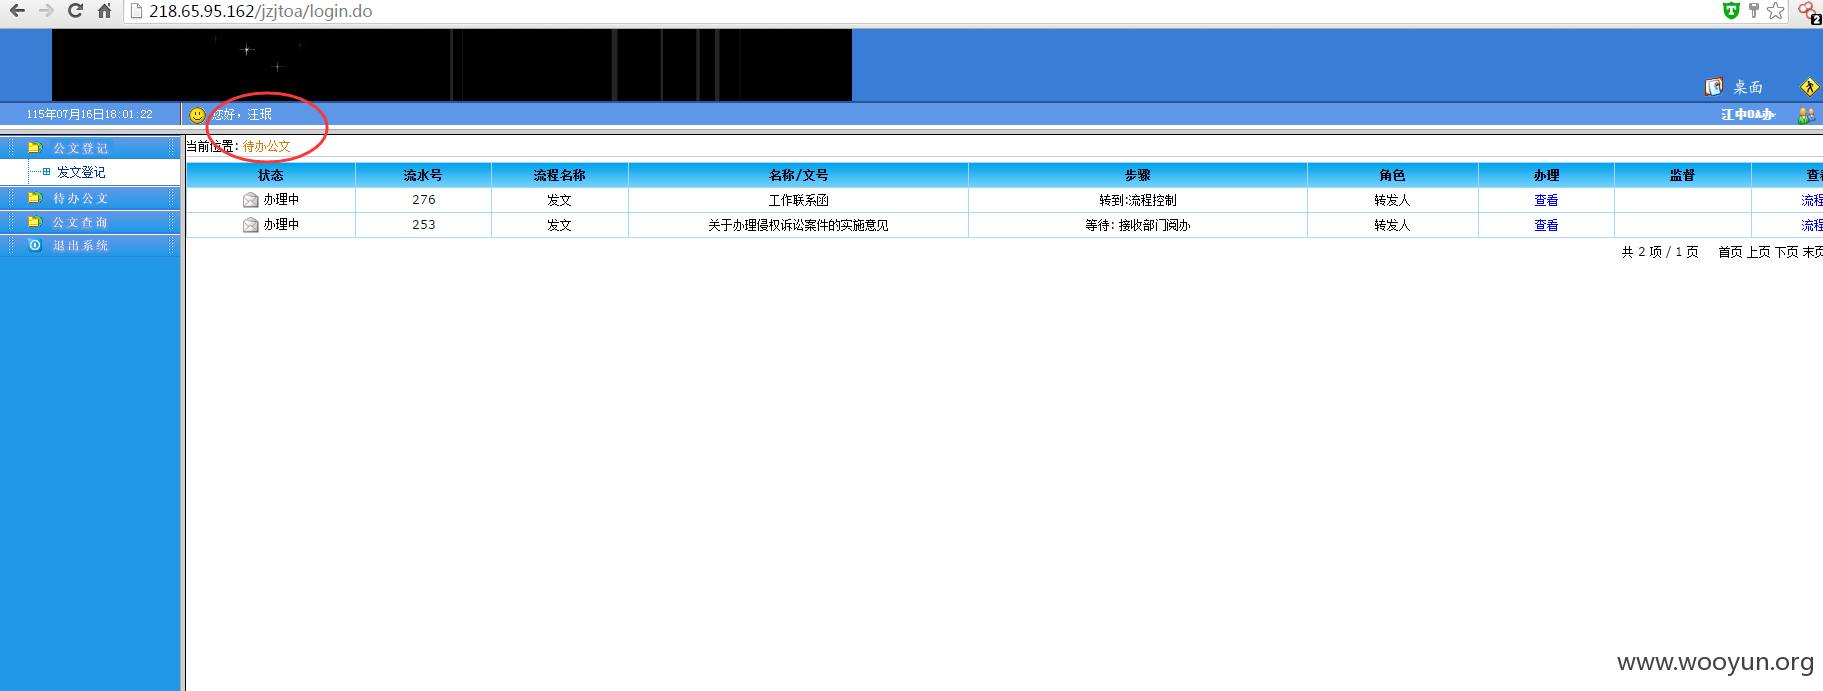 218.65.95.162/jzjtoa/login.do
2
桌面
115年07月16日18:01:22 您好，汪珉
江中OA办
公文登记
发文登记
待办公文
公文查询
退出系统
当前位置: 待办公文
状态 流水号 流程名称 名称/文号 步骤 角色 办理 监督 查看
办理中 276 发文 工作联系函 转到:流程控制 转发人 查看 流程
办理中 253 发文 关于办理侵权诉讼案件的实施意见 等待: 接收部门阅办 转发人 查看 流程
共 2 项 / 1 页 首页 上页 下页 末页
www.wooyun.org